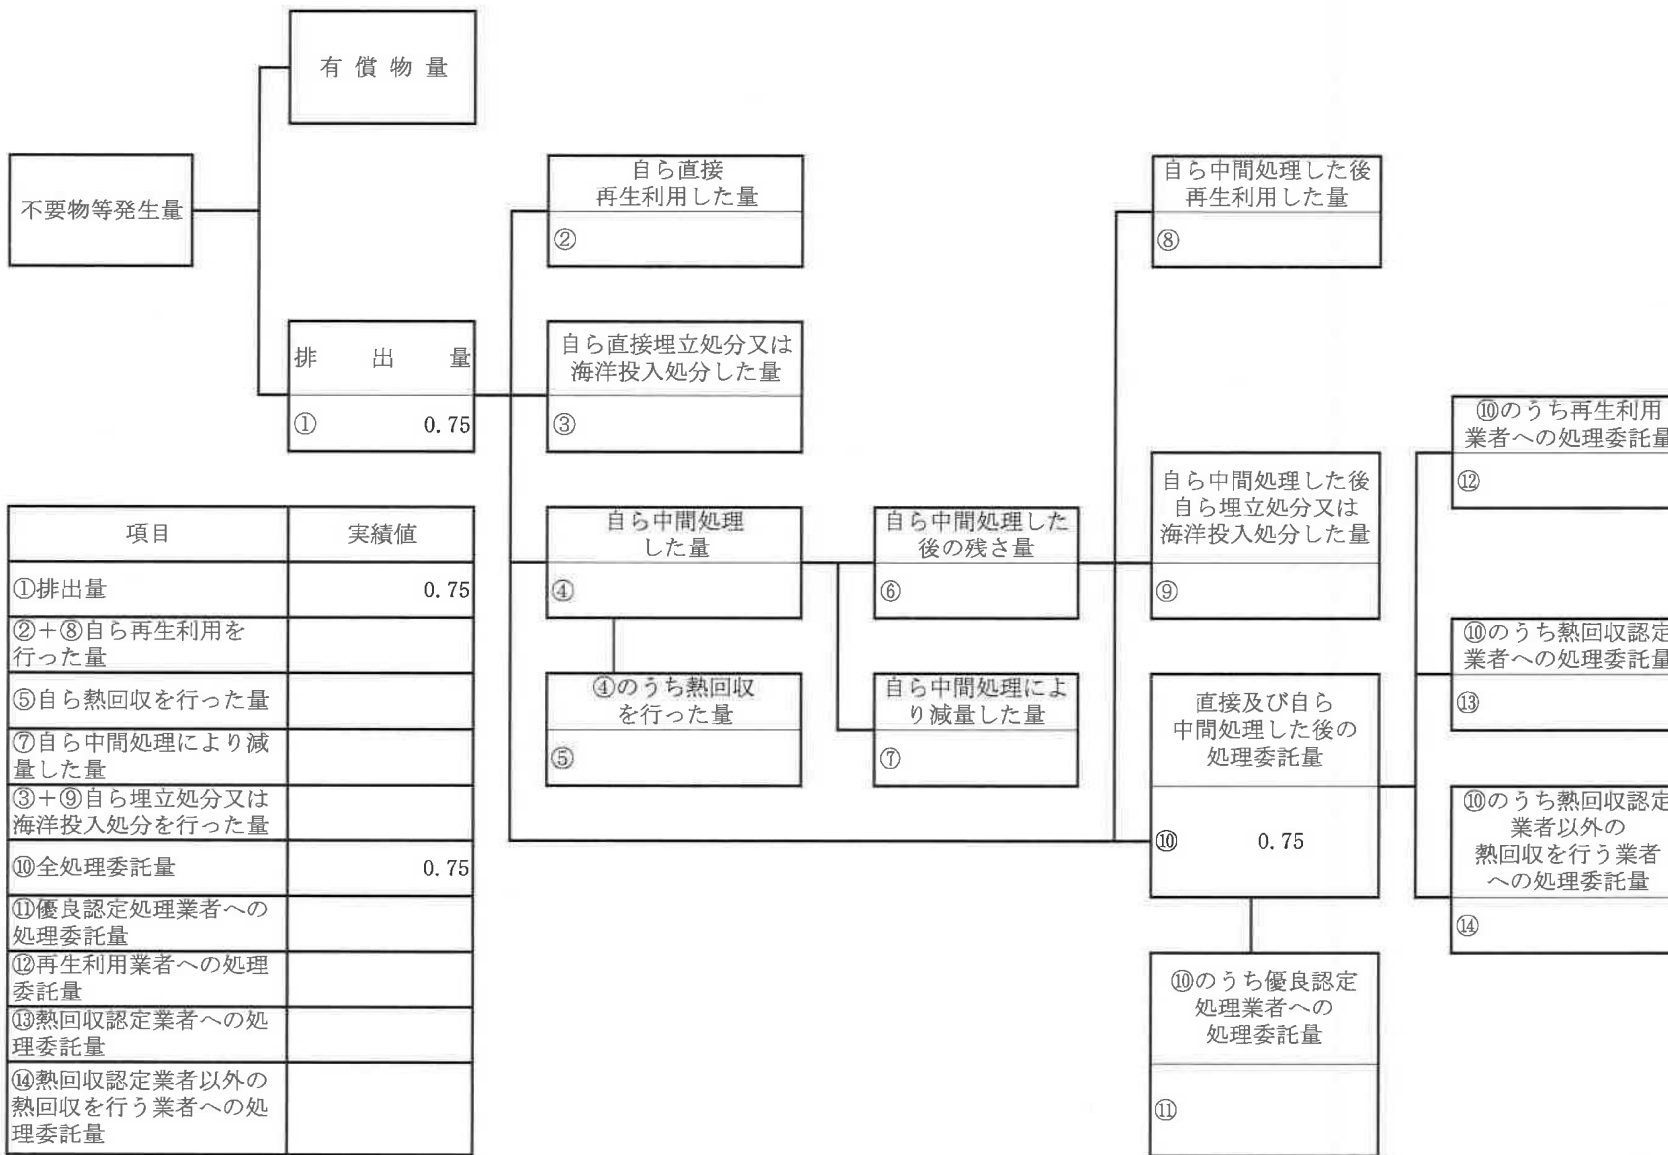 有 償 物 量
不要物等発生量
自ら直接
再生利用した量
②
自ら中間処理した後
再生利用した量
⑧
排 出 量
① 0.75
自ら直接埋立処分又は
海洋投入処分した量
③
自ら中間処理した後
自ら埋立処分又は
海洋投入処分した量
⑨
⑩のうち再生利用
業者への処理委託量
⑫
自ら中間処理
した量
④
自ら中間処理した
後の残さ量
⑥
④のうち熱回収
を行った量
⑤
自ら中間処理によ
り減量した量
⑦
直接及び自ら
中間処理した後の
処理委託量
⑩ 0.75
⑩のうち熱回収認定
業者への処理委託量
⑬
⑩のうち熱回収認定
業者以外の
熱回収を行う業者
への処理委託量
⑭
⑩のうち優良認定
処理業者への
処理委託量
⑪
項目 実績値
①排出量 0.75
②+⑧自ら再生利用を
行った量
⑤自ら熱回収を行った量
⑦自ら中間処理により減
量した量
③+⑨自ら埋立処分又は
海洋投入処分を行った量
⑩全処理委託量 0.75
⑪優良認定処理業者への
処理委託量
⑫再生利用業者への処理
委託量
⑬熱回収認定業者への処
理委託量
⑭熱回収認定業者以外の
熱回収を行う業者への処
理委託量